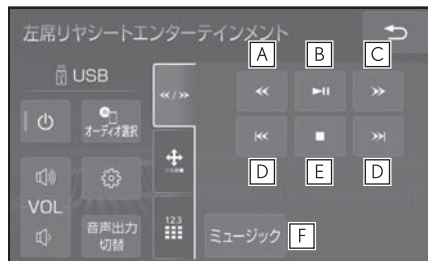 左席リヤシートエンターテインメント
USB
A
B
C
オーディオ選択
D
E
D
VOL
123
音声出力
切替
ミュージック
F